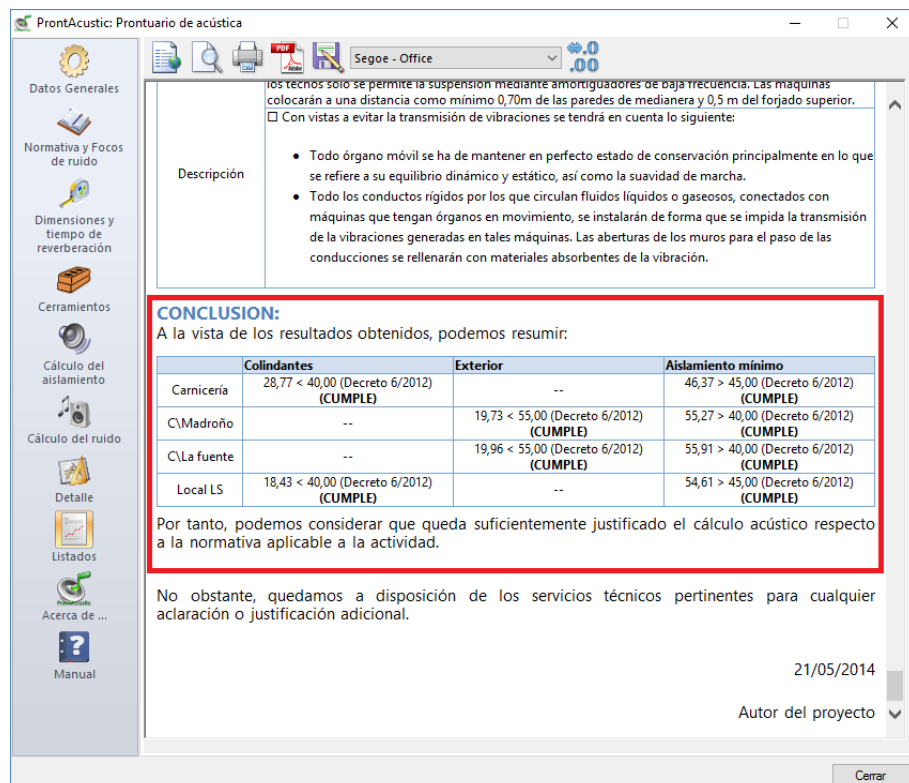 ProntAcustic: Prontuario de acústica
Segoe - Office
Datos Generales
Normativa y Focos
de ruido
Dimensiones y
tiempo de
reverberación
Cerramientos
Cálculo del
aislamiento
Cálculo del ruido
Detalle
Listados
Acerca de ...
Manual
los techos solo se permite la suspensión mediante amortiguadores de baja frecuencia. Las máquinas
colocarán a una distancia como mínimo 0,70m de las paredes de medianera y 0,5 m del forjado superior.
Descripción
☐ Con vistas a evitar la transmisión de vibraciones se tendrá en cuenta lo siguiente:
• Todo órgano móvil se ha de mantener en perfecto estado de conservación principalmente en lo que
se refiere a su equilibrio dinámico y estático, así como la suavidad de marcha.
• Todo los conductos rígidos por los que circulan fluidos líquidos o gaseosos, conectados con
máquinas que tengan órganos en movimiento, se instalarán de forma que se impida la transmisión
de la vibraciones generadas en tales máquinas. Las aberturas de los muros para el paso de las
conducciones se rellenarán con materiales absorbentes de la vibración.
CONCLUSION:
A la vista de los resultados obtenidos, podemos resumir:
Colindantes Exterior Aislamiento mínimo
Carnicería 28,77 < 40,00 (Decreto 6/2012) (CUMPLE) -- 46,37 > 45,00 (Decreto 6/2012) (CUMPLE)
C\Madroño -- 19,73 < 55,00 (Decreto 6/2012) (CUMPLE) 55,27 > 40,00 (Decreto 6/2012) (CUMPLE)
C\La fuente -- 19,96 < 55,00 (Decreto 6/2012) (CUMPLE) 55,91 > 40,00 (Decreto 6/2012) (CUMPLE)
Local LS 18,43 < 40,00 (Decreto 6/2012) (CUMPLE) -- 54,61 > 45,00 (Decreto 6/2012) (CUMPLE)
Por tanto, podemos considerar que queda suficientemente justificado el cálculo acústico respecto
a la normativa aplicable a la actividad.
No obstante, quedamos a disposición de los servicios técnicos pertinentes para cualquier
aclaración o justificación adicional.
21/05/2014
Autor del proyecto
Cerrar